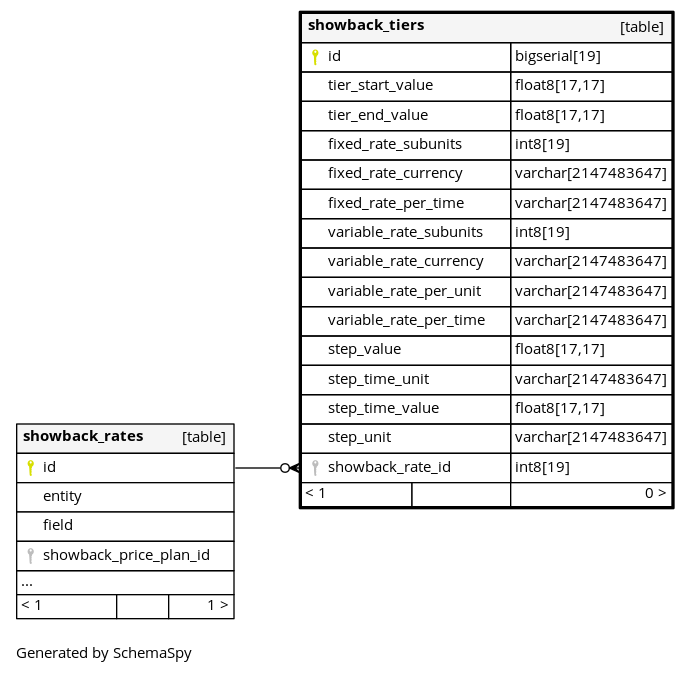 showback_tiers [table]
id bigserial[19]
tier_start_value float8[17,17]
tier_end_value float8[17,17]
fixed_rate_subunits int8[19]
fixed_rate_currency varchar[2147483647]
fixed_rate_per_time varchar[2147483647]
variable_rate_subunits int8[19]
variable_rate_currency varchar[2147483647]
variable_rate_per_unit varchar[2147483647]
variable_rate_per_time varchar[2147483647]
step_value float8[17,17]
step_time_unit varchar[2147483647]
step_time_value float8[17,17]
step_unit varchar[2147483647]
showback_rate_id int8[19]
< 1 0 >
showback_rates [table]
id
entity
field
showback_price_plan_id
...
< 1 1 >
Generated by SchemaSpy